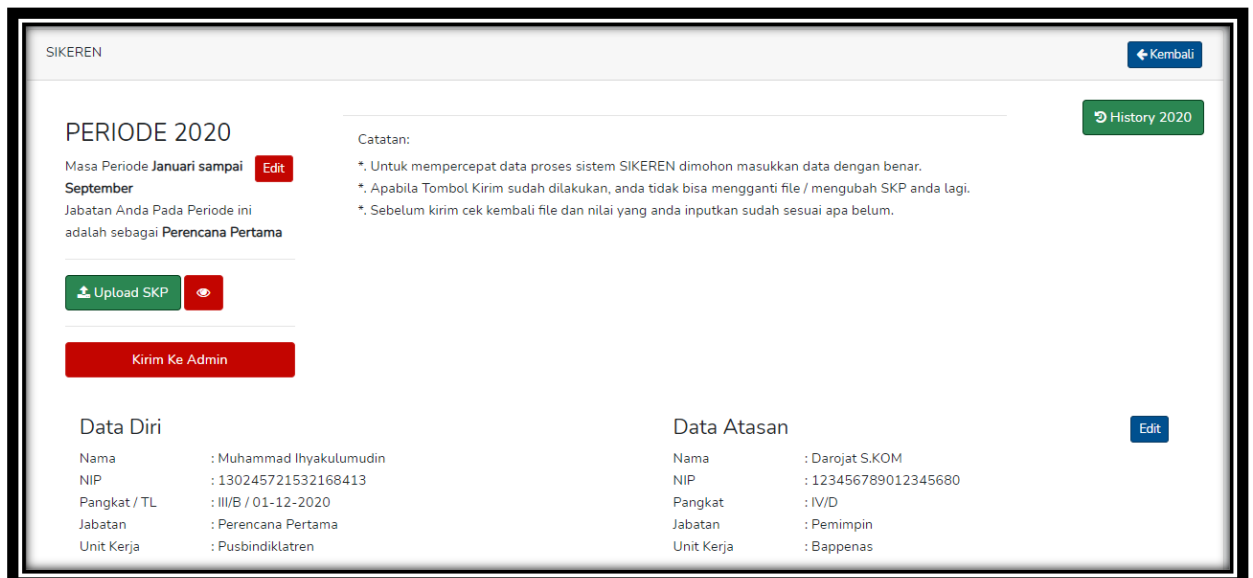 SIKEREN
Kembali
History 2020
PERIODE 2020
Masa Periode Januari sampai
September
Edit
Jabatan Anda Pada Periode ini
adalah sebagai Perencana Pertama
Catatan:
*. Untuk mempercepat data proses sistem SIKEREN dimohon masukkan data dengan benar.
*. Apabila Tombol Kirim sudah dilakukan, anda tidak bisa mengganti file / mengubah SKP anda lagi.
*. Sebelum kirim cek kembali file dan nilai yang anda inputkan sudah sesuai apa belum.
Upload SKP
Kirim Ke Admin
Data Diri
Nama : Muhammad Ihyakulumudin
NIP : 130245721532168413
Pangkat / TL : III/B / 01-12-2020
Jabatan : Perencana Pertama
Unit Kerja : Pusbindiklatren
Data Atasan
Edit
Nama : Darojat S.KOM
NIP : 123456789012345680
Pangkat : IV/D
Jabatan : Pemimpin
Unit Kerja : Bappenas